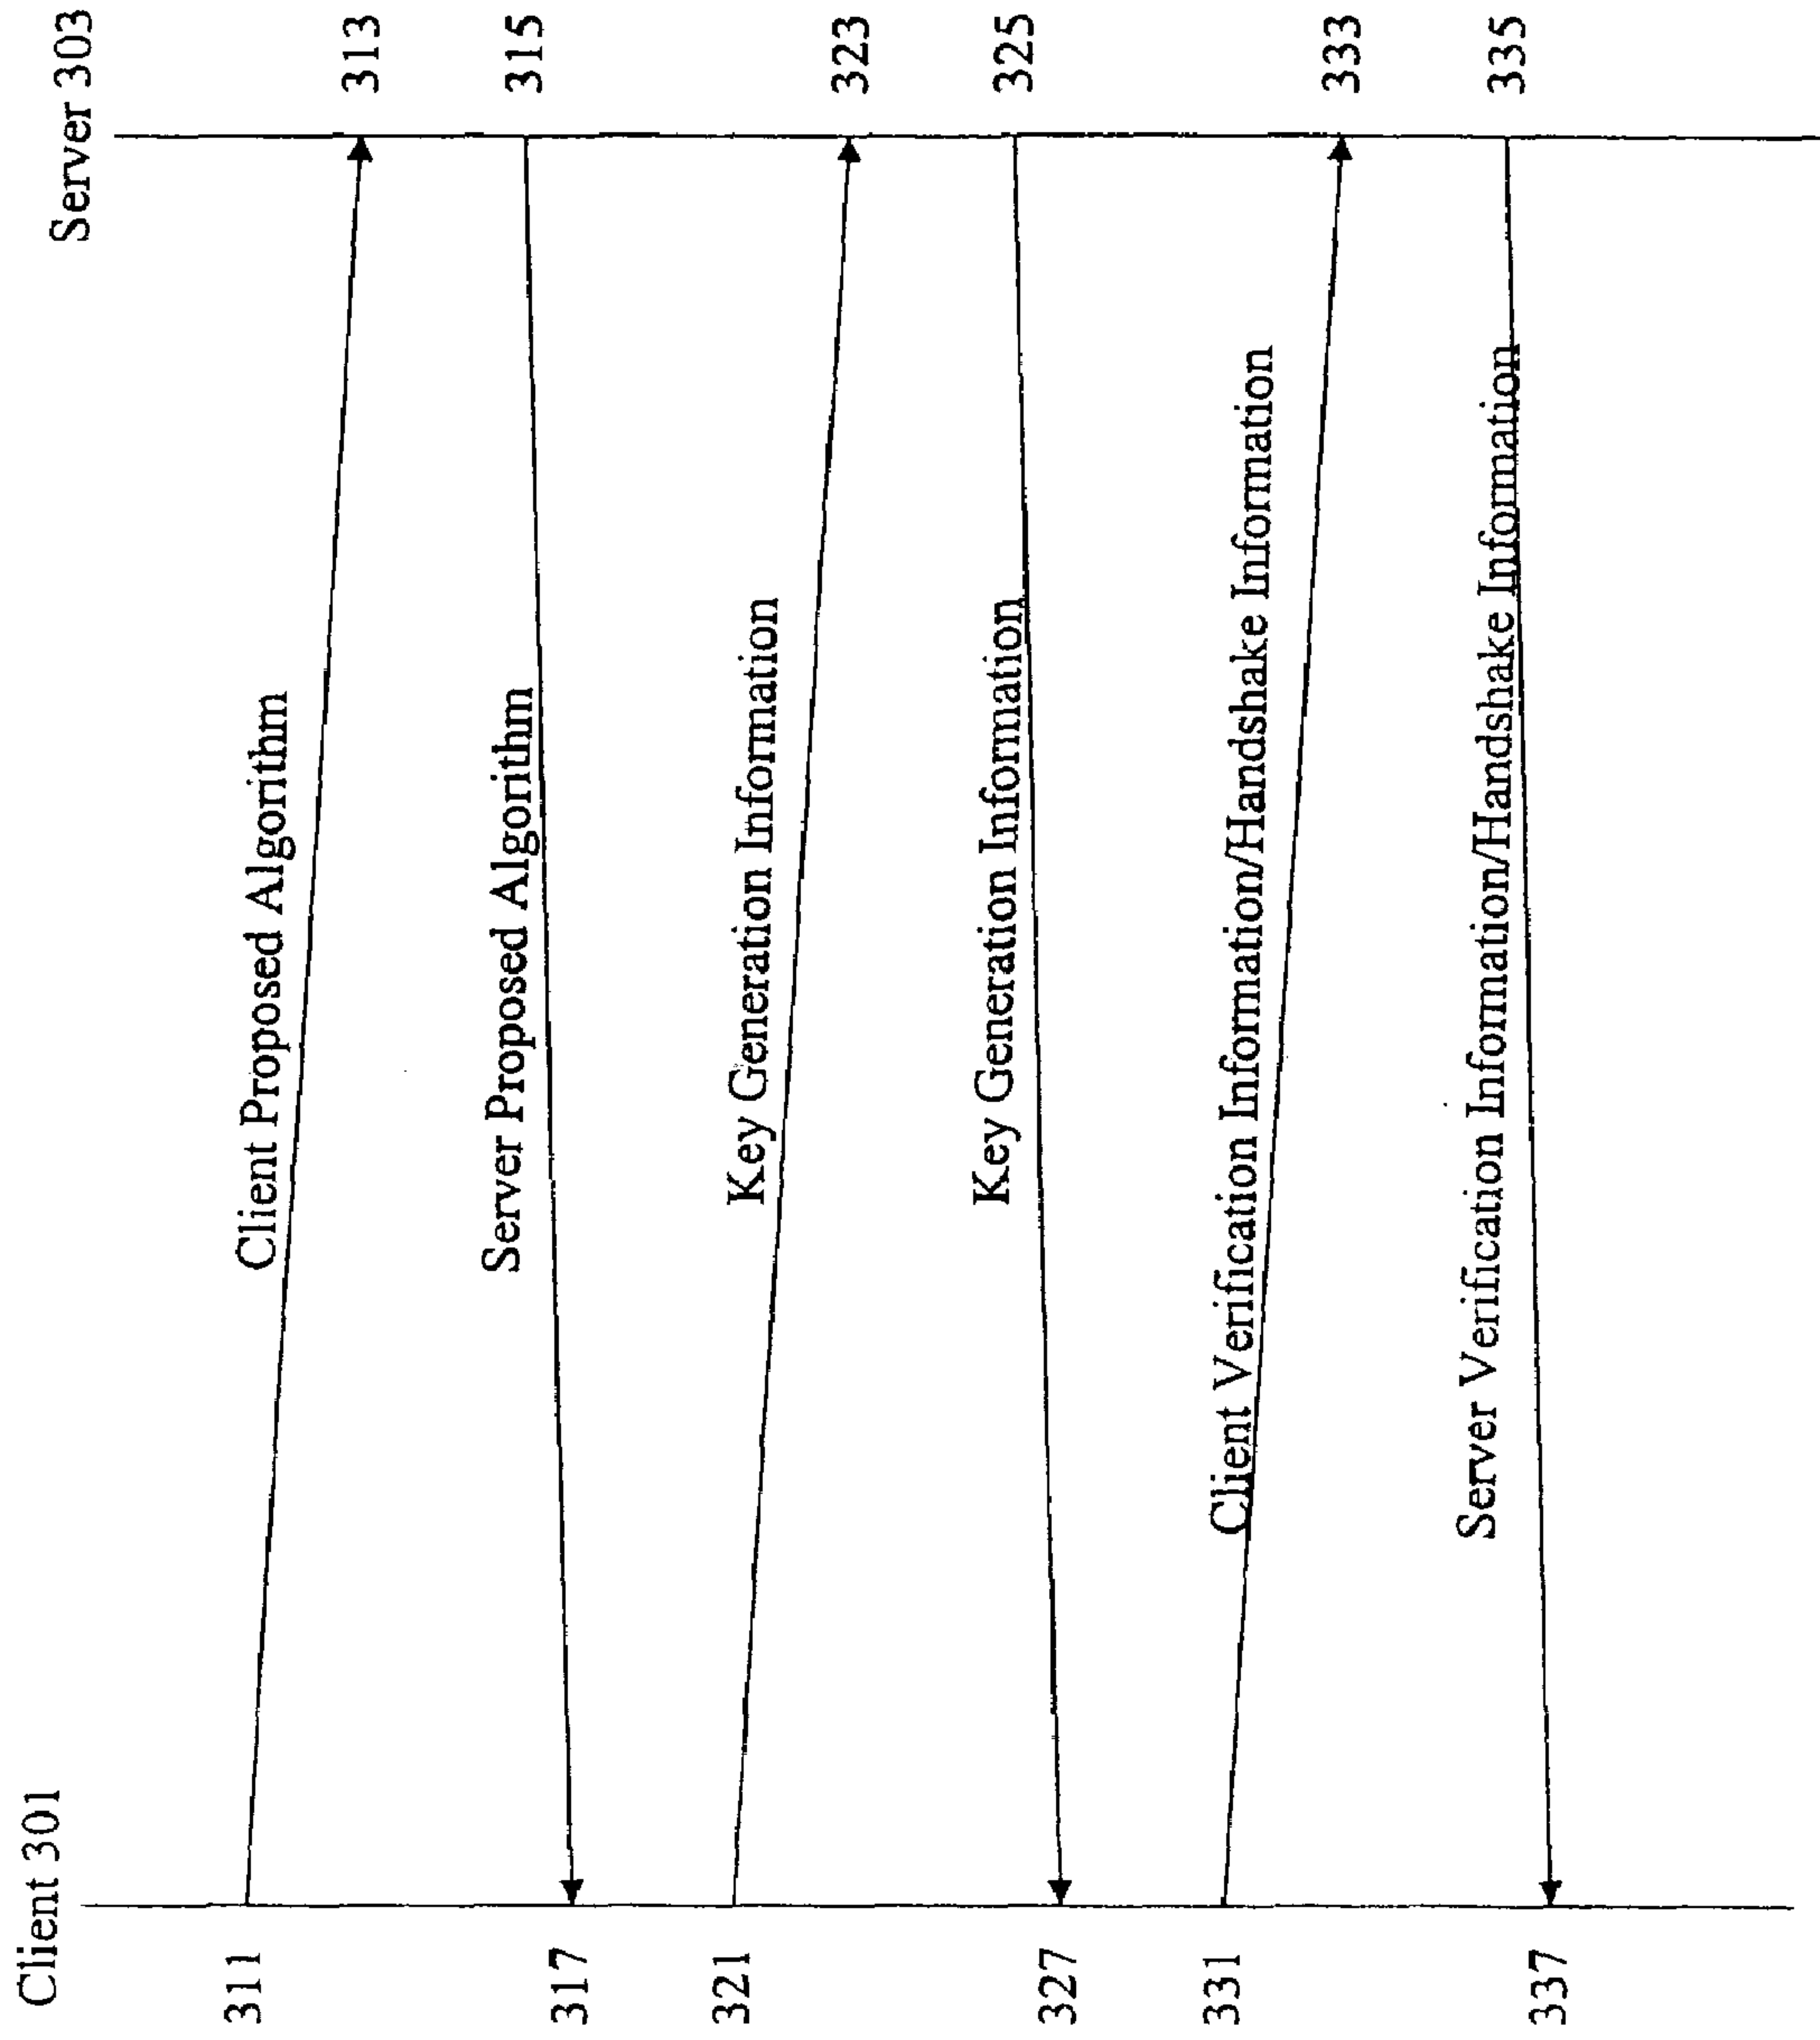 Client 301
Server 303
311
Client Proposed Algorithm
313
Server Proposed Algorithm
315
317
321
Key Generation Information
323
Key Generation Information
325
327
331
Client Verification Information/Handshake Information
333
Server Verification Information/Handshake Information
335
337